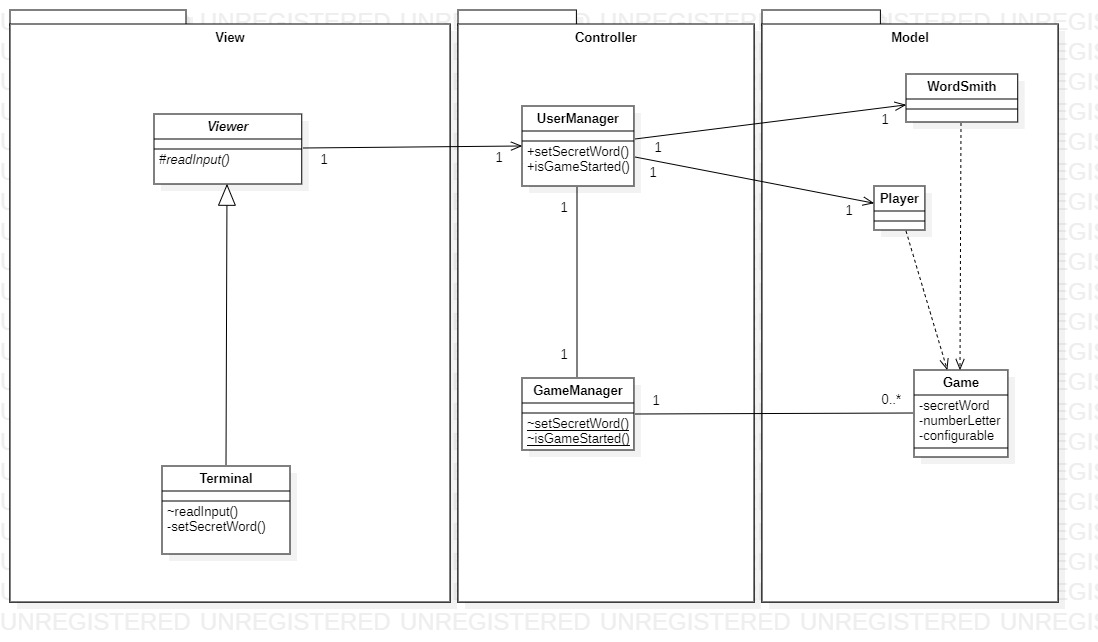 View
Controller
Model
Viewer
#readInput()
1
1
UserManager
+setSecretWord()
+isGameStarted()
1
1
1
1
WordSmith
Player
1
1
GameManager
~setSecretWord()
~isGameStarted()
1
0..*
Game
-secretWord
-numberLetter
-configurable
Terminal
~readInput()
-setSecretWord()
UNREGISTERED UNREGISTERED UNREGISTERED UNREGISTERED UNREGISTERED UNREGIS